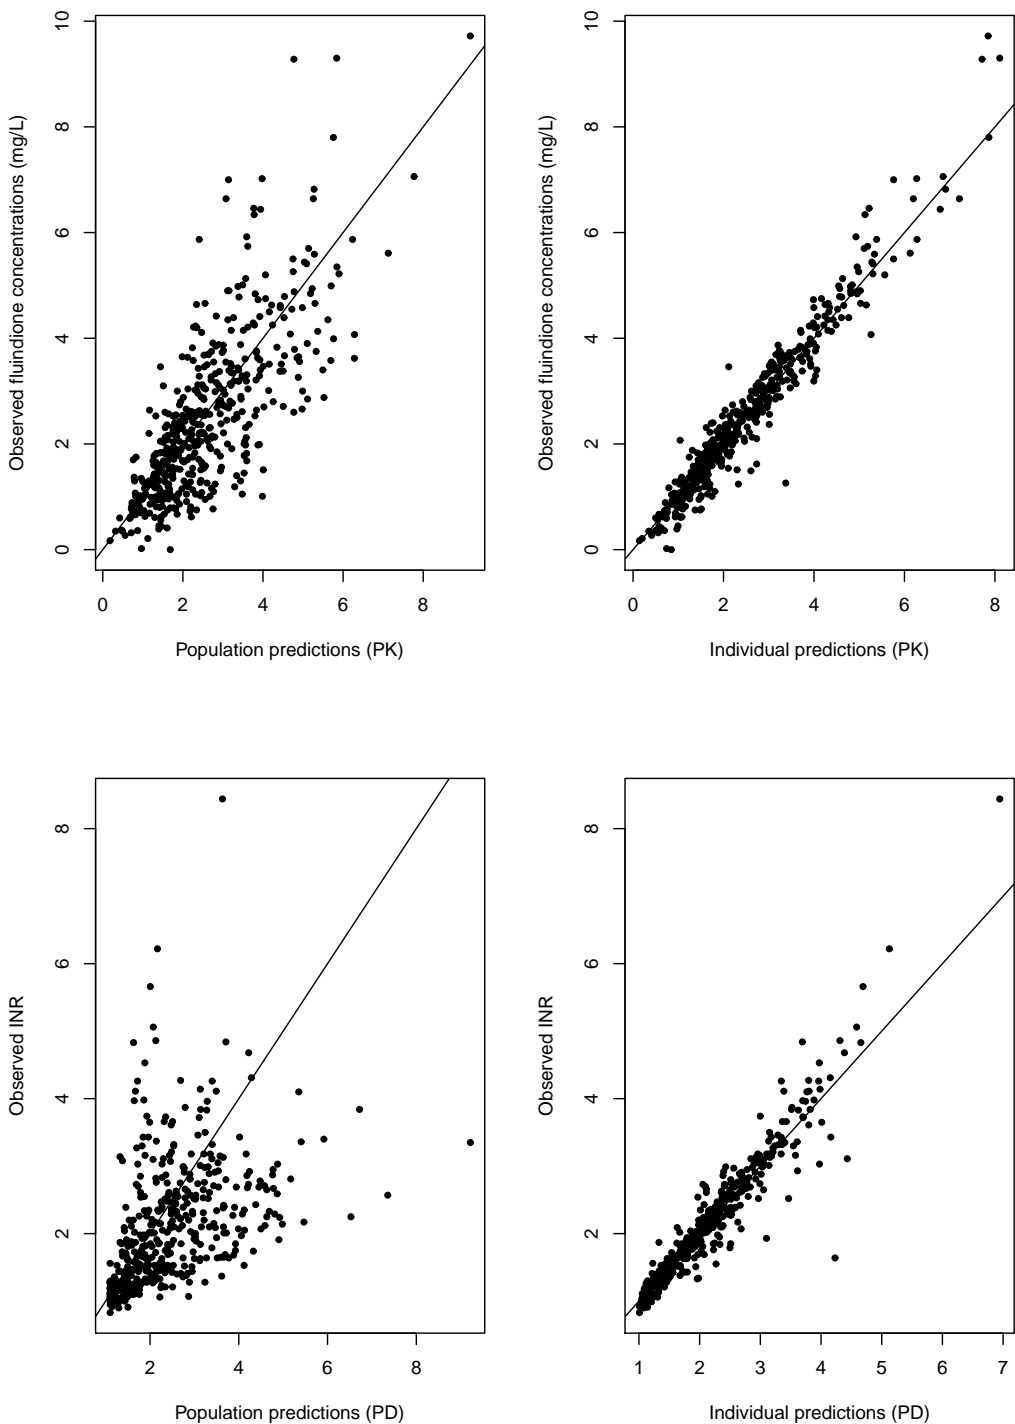 10
8
6
4
2
0
Observed fluindione concentrations (mg/L)
0 2 4 6 8
Population predictions (PK)
10
8
6
4
2
0
Observed fluindione concentrations (mg/L)
0 2 4 6 8
Individual predictions (PK)
8
6
4
2
Observed INR
2 4 6 8
Population predictions (PD)
8
6
4
2
Observed INR
1 2 3 4 5 6 7
Individual predictions (PD)